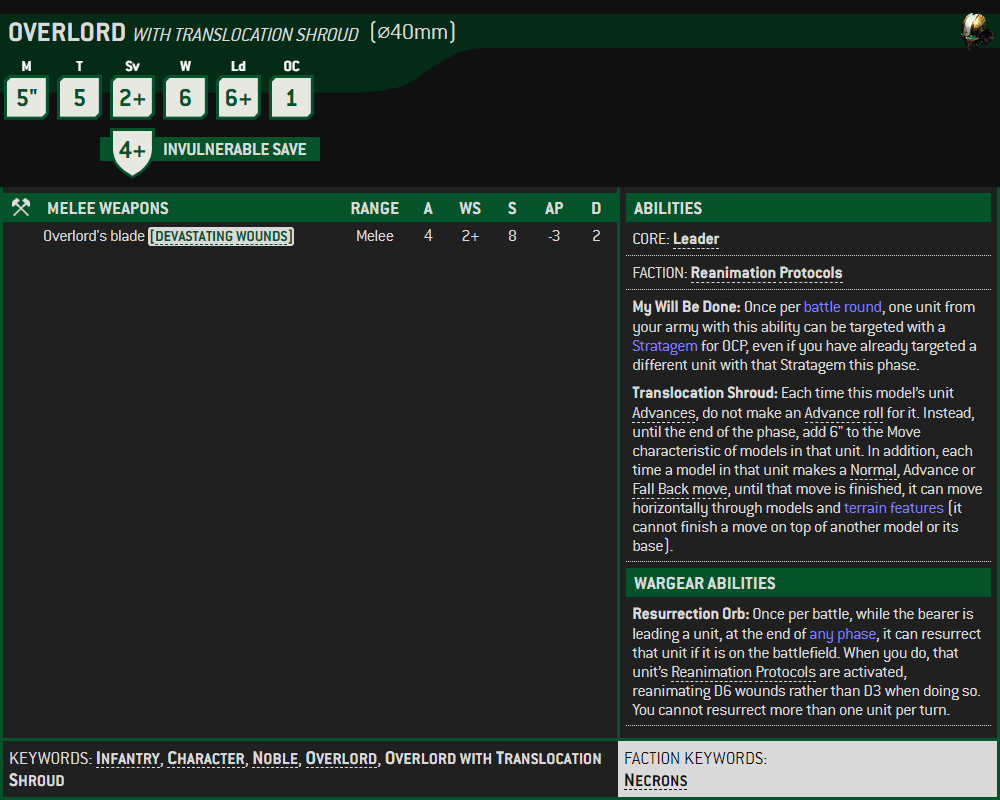 OVERLORD WITH TRANSLOCATION SHROUD (⌀40mm)
M T Sv W Ld OC
5" 5 2+ 6 6+ 1
4+ INVULNERABLE SAVE
MELEE WEAPONS RANGE A WS S AP D
Overlord's blade [DEVASTATING WOUNDS] Melee 4 2+ 8 -3 2
ABILITIES
CORE: Leader
FACTION: Reanimation Protocols
My Will Be Done: Once per battle round, one unit from
your army with this ability can be targeted with a
Stratagem for 0CP, even if you have already targeted a
different unit with that Stratagem this phase.
Translocation Shroud: Each time this model's unit
Advances, do not make an Advance roll for it. Instead,
until the end of the phase, add 6" to the Move
characteristic of models in that unit. In addition, each
time a model in that unit makes a Normal, Advance or
Fall Back move, until that move is finished, it can move
horizontally through models and terrain features (it
cannot finish a move on top of another model or its
base).
WARGEAR ABILITIES
Resurrection Orb: Once per battle, while the bearer is
leading a unit, at the end of any phase, it can resurrect
that unit if it is on the battlefield. When you do, that
unit's Reanimation Protocols are activated,
reanimating D6 wounds rather than D3 when doing so.
You cannot resurrect more than one unit per turn.
KEYWORDS: INFANTRY, CHARACTER, NOBLE, OVERLORD, OVERLORD WITH TRANSLOCATION
SHROUD
FACTION KEYWORDS:
NECRONS